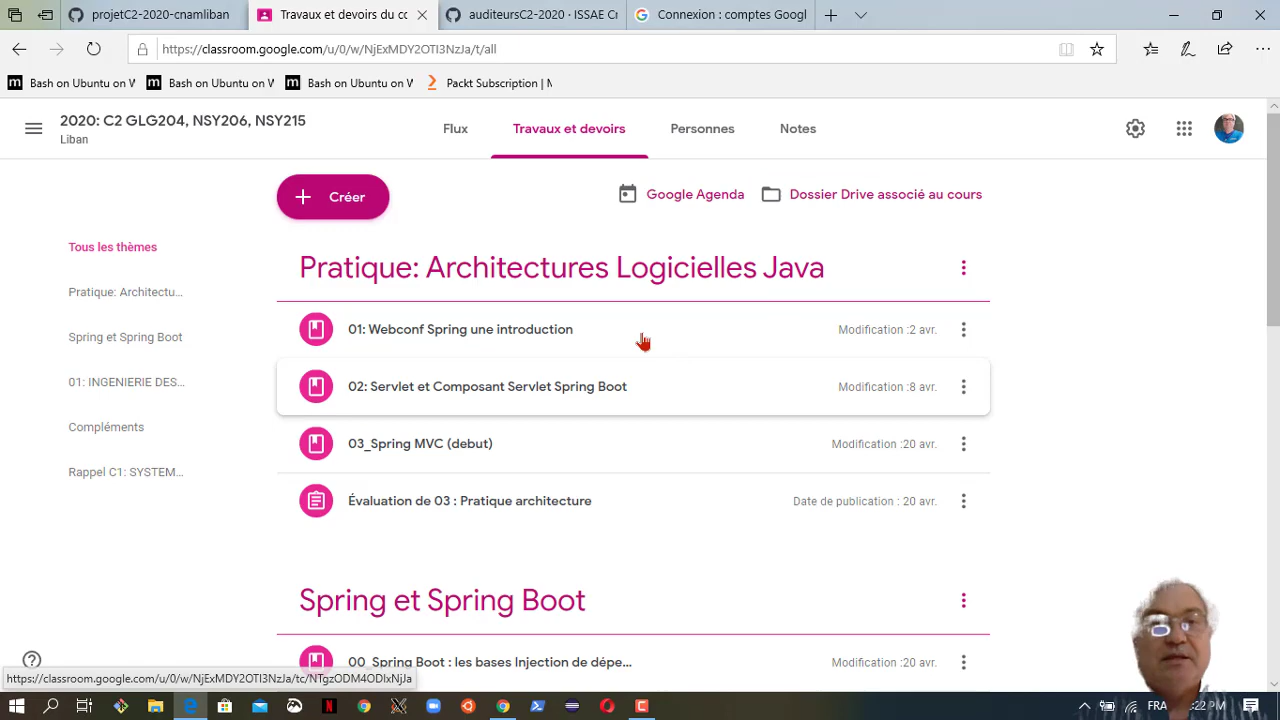 projetC2-2020-cnamliban
Travaux et devoirs du cc
auditeursC2-2020 - ISSAE Cn
Connexion : comptes Googl
https://classroom.google.com/u/0/w/NjExMDY2OTI3NzJa/t/all
Bash on Ubuntu on W
Bash on Ubuntu on W
Bash on Ubuntu on W
Packt Subscription | N
2020: C2 GLG204, NSY206, NSY215
Liban
Flux
Travaux et devoirs
Personnes
Notes
Créer
Google Agenda
Dossier Drive associé au cours
Tous les thèmes
Pratique: Architectu...
Spring et Spring Boot
01: INGENIERIE DES...
Compléments
Rappel C1: SYSTEM...
Pratique: Architectures Logicielles Java
01: Webconf Spring une introduction
Modification :2 avr.
02: Servlet et Composant Servlet Spring Boot
Modification :8 avr.
03_Spring MVC (debut)
Modification :20 avr.
Évaluation de 03 : Pratique architecture
Date de publication : 20 avr.
Spring et Spring Boot
00_Spring Boot : les bases Injection de dépe...
Modification :20 avr.
https://classroom.google.com/u/0/w/NjExMDY2OTI3NzJa/tc/NTgzODM4ODIxNjJa
FRA
:22 PM